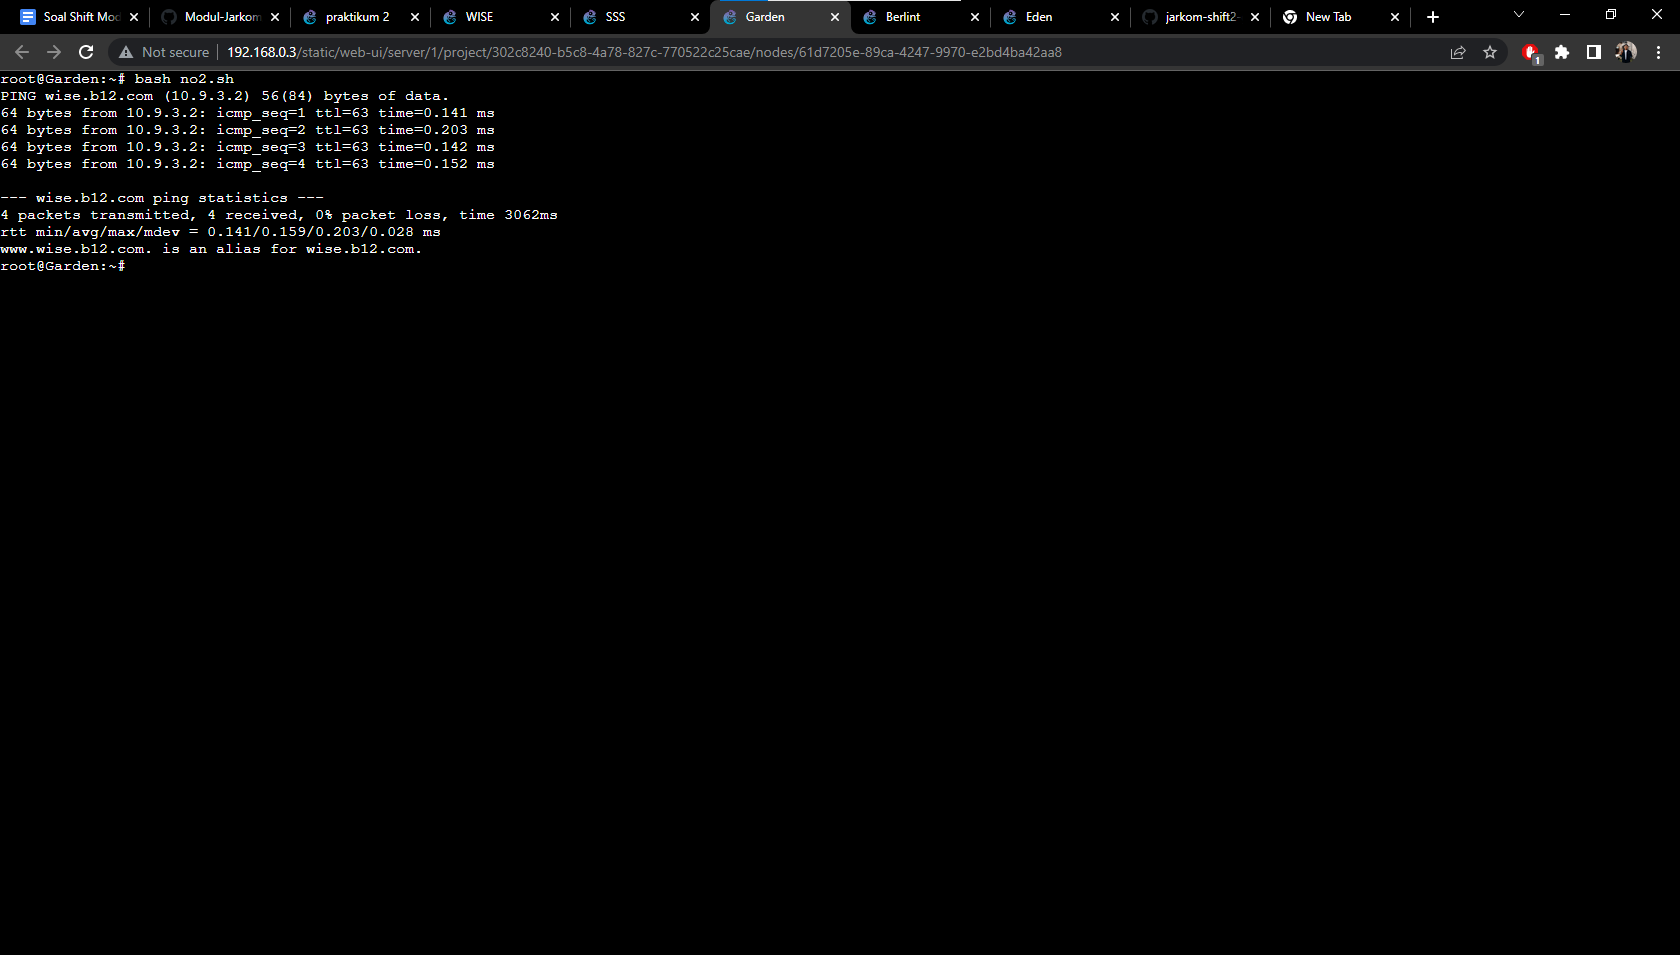 Soal Shift Mod
Modul-Jarkom
praktikum 2
WISE
SSS
Garden
Berlint
Eden
jarkom-shift2-
New Tab
Not secure
192.168.0.3/static/web-ui/server/1/project/302c8240-b5c8-4a78-827c-770522c25cae/nodes/61d7205e-89ca-4247-9970-e2bd4ba42aa8
1
root@Garden:~# bash no2.sh
PING wise.b12.com (10.9.3.2) 56(84) bytes of data.
64 bytes from 10.9.3.2: icmp_seq=1 ttl=63 time=0.141 ms
64 bytes from 10.9.3.2: icmp_seq=2 ttl=63 time=0.203 ms
64 bytes from 10.9.3.2: icmp_seq=3 ttl=63 time=0.142 ms
64 bytes from 10.9.3.2: icmp_seq=4 ttl=63 time=0.152 ms
--- wise.b12.com ping statistics ---
4 packets transmitted, 4 received, 0% packet loss, time 3062ms
rtt min/avg/max/mdev = 0.141/0.159/0.203/0.028 ms
www.wise.b12.com. is an alias for wise.b12.com.
root@Garden:~#